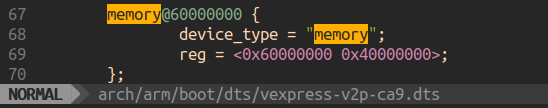 67 memory@60000000 {
68 device_type = "memory";
69 reg = <0x60000000 0x40000000>;
70 };
NORMAL arch/arm/boot/dts/vexpress-v2p-ca9.dts